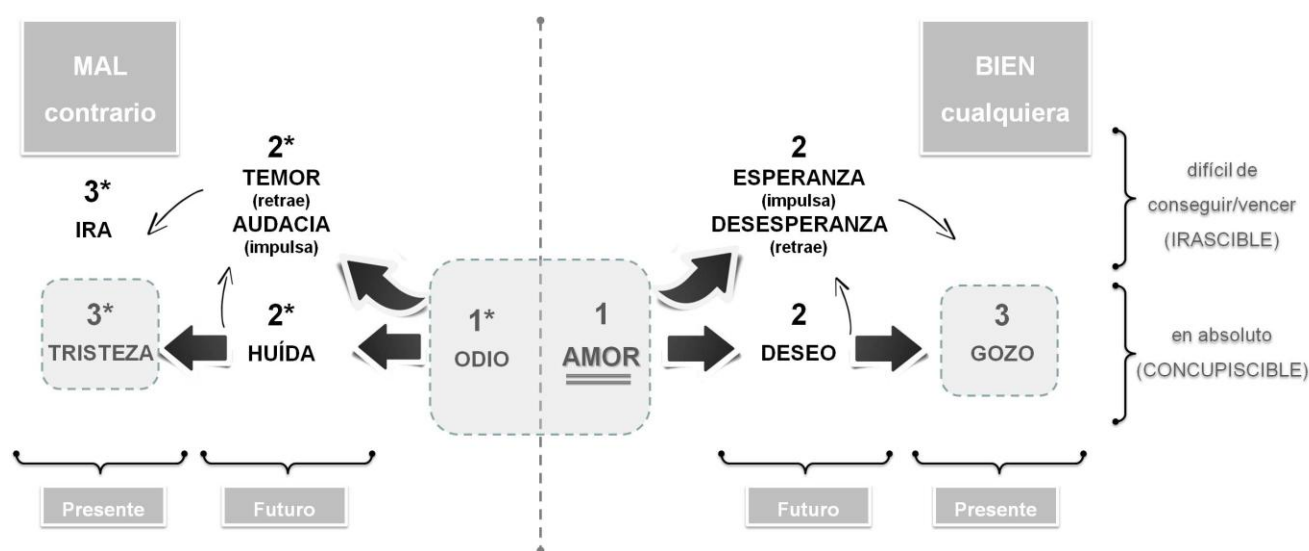 MAL
contrario
2*
TEMOR
(retrae)
AUDACIA
(impulsa)
3*
IRA
3*
TRISTEZA
2*
HUÍDA
1*
ODIO
Presente
Futuro
BIEN
cualquiera
2
ESPERANZA
(impulsa)
DESESPERANZA
(retrae)
1
AMOR
2
DESEO
3
GOZO
difícil de
conseguir/vencer
(IRASCIBLE)
en absoluto
(CONCUPISCIBLE)
Futuro
Presente